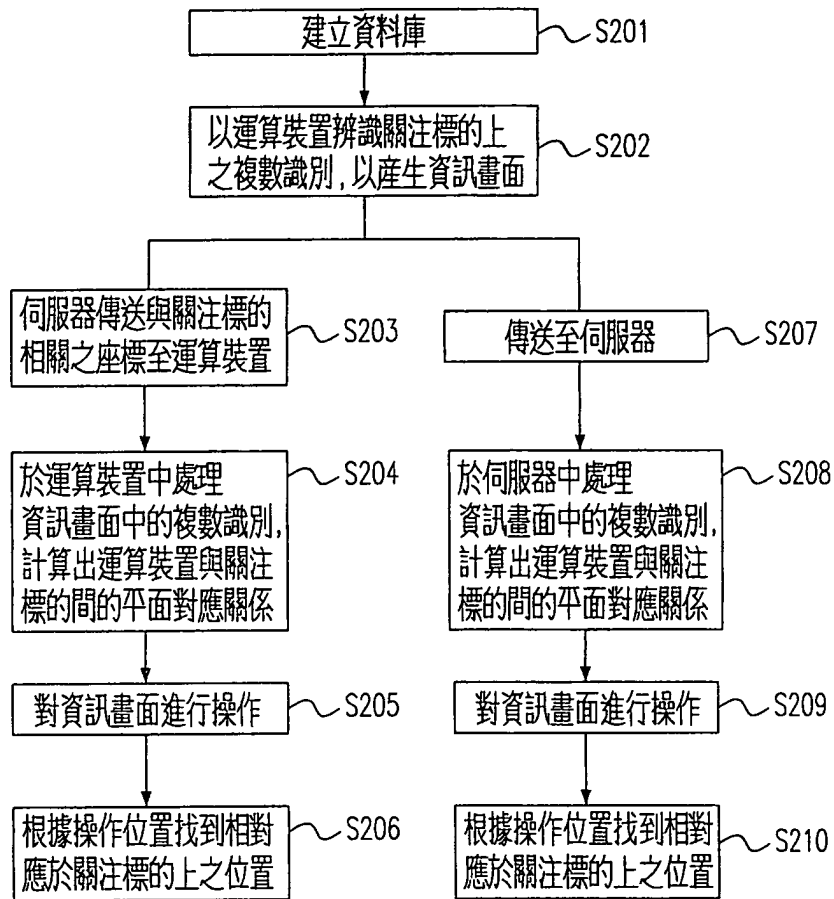 建立資料庫
S201
以運算裝置辨識關注標的上
之複數識別，以產生資訊畫面
S202
伺服器傳送與關注標的
相關之座標至運算裝置
S203
於運算裝置中處理
資訊畫面中的複數識別，
計算出運算裝置與關注
標的間的平面對應關係
S204
對資訊畫面進行操作
S205
根據操作位置找到相對
應於關注標的上之位置
S206
傳送至伺服器
S207
於伺服器中處理
資訊畫面中的複數識別，
計算出運算裝置與關注
標的間的平面對應關係
S208
對資訊畫面進行操作
S209
根據操作位置找到相對
應於關注標的上之位置
S210